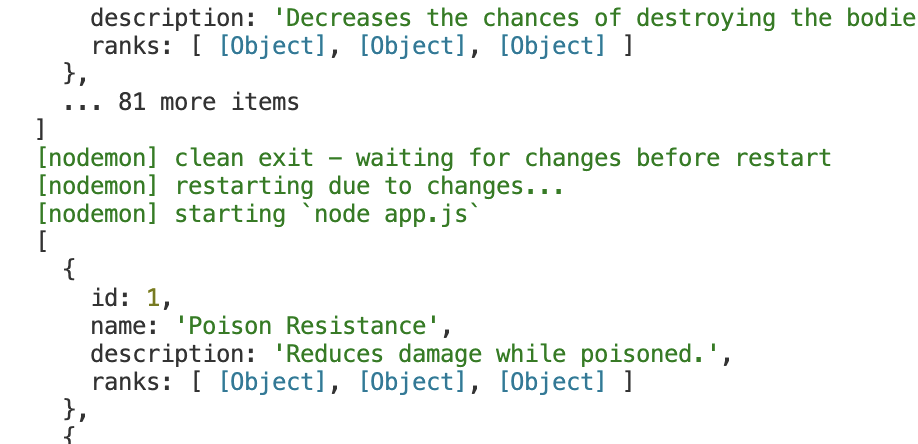 description: 'Decreases the chances of destroying the bodie
ranks: [ [Object], [Object], [Object] ]
},
... 81 more items
]
[nodemon] clean exit – waiting for changes before restart
[nodemon] restarting due to changes...
[nodemon] starting `node app.js`
[
{
id: 1,
name: 'Poison Resistance',
description: 'Reduces damage while poisoned.',
ranks: [ [Object], [Object], [Object] ]
},
{